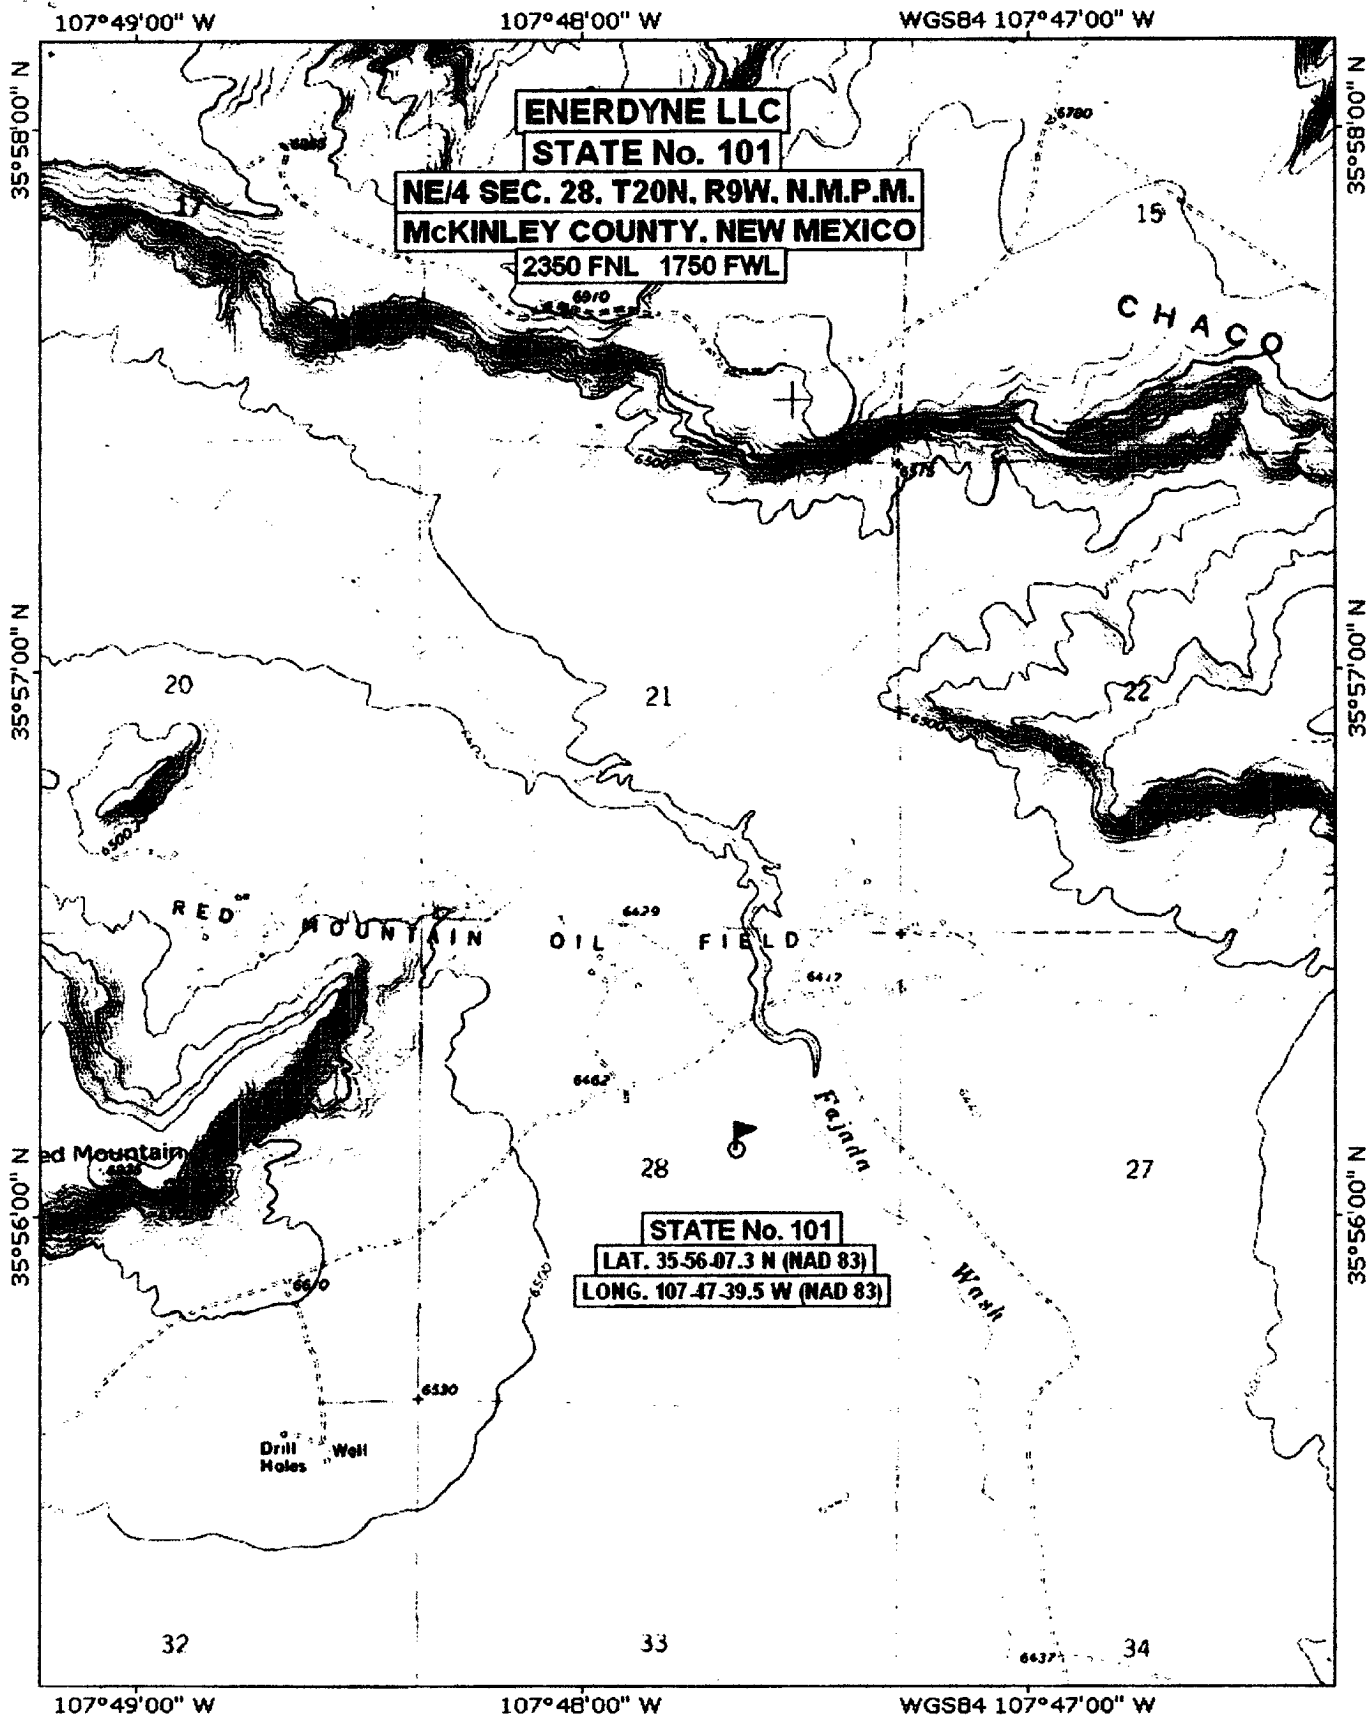 107°49'00" W 107°48'00" W WGS84 107°47'00" W
35°58'00" N
35°58'00" N
ENERDYNE LLC
STATE No. 101
NE/4 SEC. 28. T20N. R9W. N.M.P.M.
McKINLEY COUNTY. NEW MEXICO
2350 FNL 1750 FWL
6780
17
15
6910
CHACO
6500
6575
35°57'00" N
35°57'00" N
20
21
22
6500
6500
RED MOUNTAIN OIL FIELD
6429
6417
6462
Fajada
Wash
ed Mountain
28
27
35°56'00" N
35°56'00" N
STATE No. 101
LAT. 35-56-07.3 N (NAD 83)
LONG. 107-47-39.5 W (NAD 83)
6500
6530
Drill
Holes
Well
32
33
34
6437
107°49'00" W 107°48'00" W WGS84 107°47'00" W